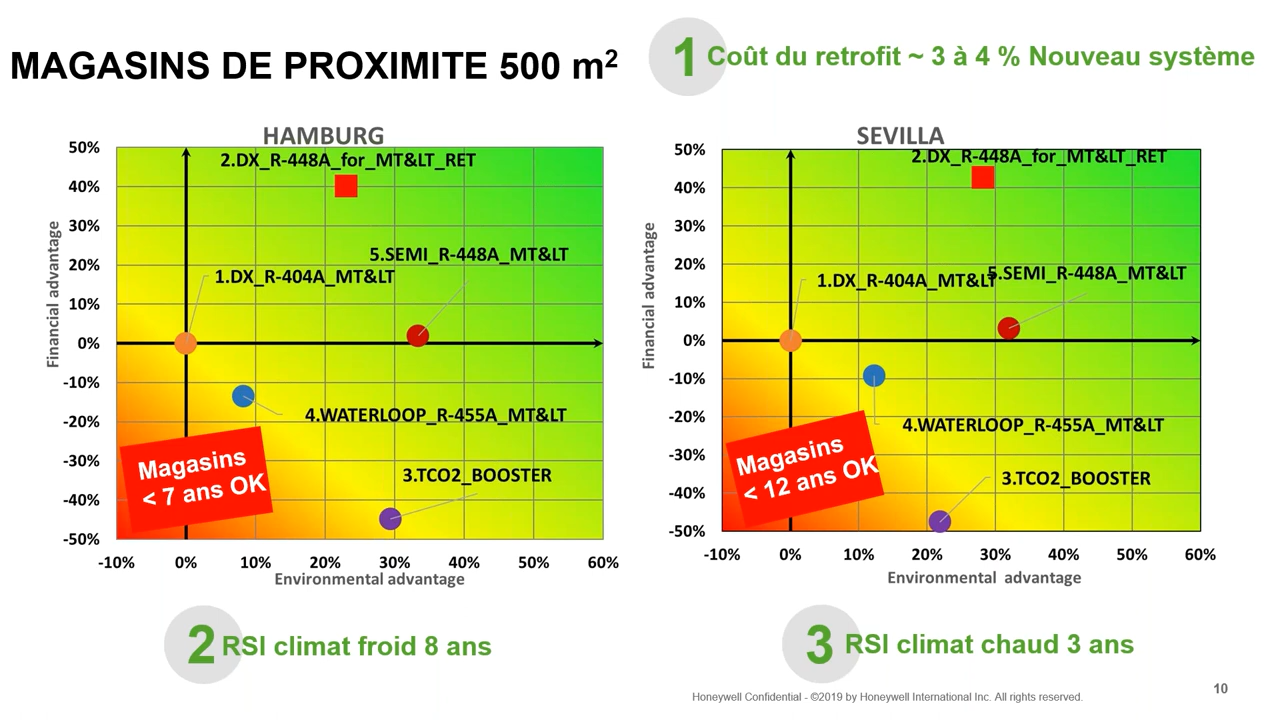 MAGASINS DE PROXIMITE 500 m²
1 Coût du retrofit ~ 3 à 4 % Nouveau système
HAMBURG
50%
40%
30%
20%
10%
0%
-10%
-20%
-30%
-40%
-50%
Financial advantage
2.DX_R-448A_for_MT&LT_RET
5.SEMI_R-448A_MT&LT
1.DX_R-404A_MT&LT
4.WATERLOOP_R-455A_MT&LT
3.TCO2_BOOSTER
Magasins
< 7 ans OK
-10% 0% 10% 20% 30% 40% 50% 60%
Environmental advantage
SEVILLA
50%
40%
30%
20%
10%
0%
-10%
-20%
-30%
-40%
-50%
Financial advantage
2.DX_R-448A_for_MT&LT_RET
1.DX_R-404A_MT&LT
5.SEMI_R-448A_MT&LT
4.WATERLOOP_R-455A_MT&LT
3.TCO2_BOOSTER
Magasins
< 12 ans OK
-10% 0% 10% 20% 30% 40% 50% 60%
Environmental advantage
2 RSI climat froid 8 ans
3 RSI climat chaud 3 ans
Honeywell Confidential - ©2019 by Honeywell International Inc. All rights reserved.
10